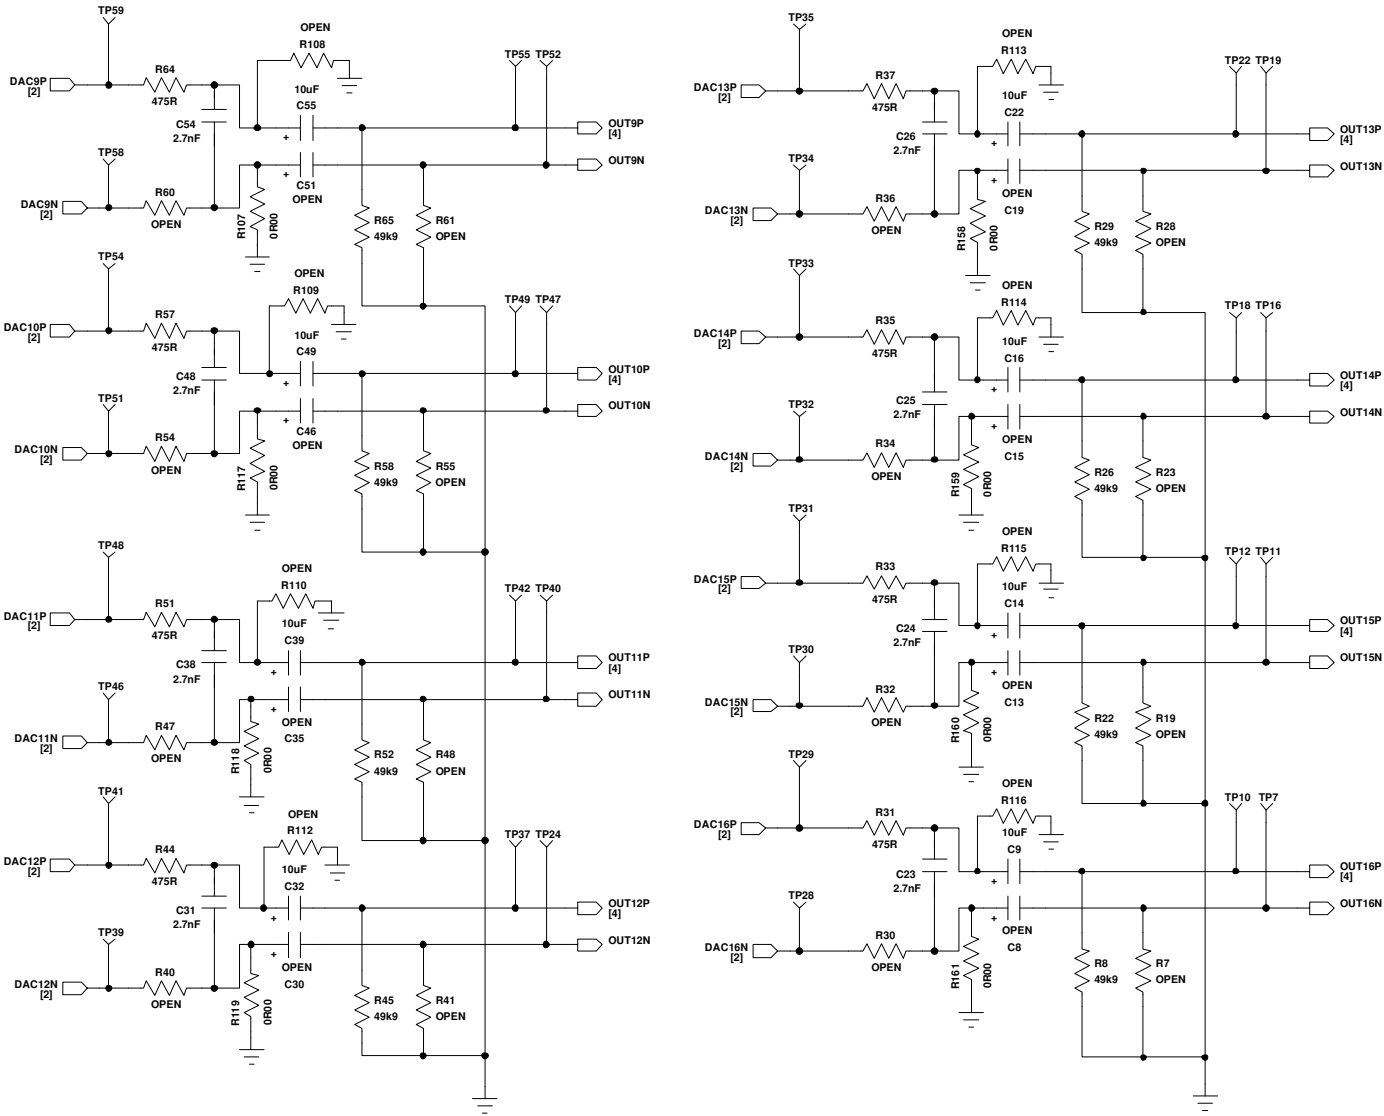 TP59
OPEN
R108
TP55 TP52
DAC9P
[2]
R64
475R
10uF
C55
C54
2.7nF
+
OUT9P
[4]
TP58
+
OUT9N
C51
OPEN
R60
DAC9N
[2]
OPEN
R107
0R00
R65
49k9
R61
OPEN
TP54
OPEN
R109
TP49 TP47
DAC10P
[2]
R57
475R
10uF
C49
C48
2.7nF
+
OUT10P
[4]
TP51
+
OUT10N
C46
OPEN
R54
DAC10N
[2]
OPEN
R117
0R00
R58
49k9
R55
OPEN
TP48
OPEN
R110
TP42 TP40
DAC11P
[2]
R51
475R
10uF
C39
C38
2.7nF
+
OUT11P
[4]
TP46
+
OUT11N
OPEN
C35
R47
DAC11N
[2]
OPEN
R118
0R00
R52
49k9
R48
OPEN
TP41
OPEN
R112
TP37 TP24
DAC12P
[2]
R44
475R
10uF
C32
C31
2.7nF
+
OUT12P
[4]
TP39
+
OUT12N
OPEN
C30
R40
DAC12N
[2]
OPEN
R119
0R00
R45
49k9
R41
OPEN
TP35
OPEN
R113
TP22 TP19
DAC13P
[2]
R37
475R
10uF
C22
C26
2.7nF
+
OUT13P
[4]
TP34
+
OUT13N
OPEN
C19
R36
DAC13N
[2]
OPEN
R158
0R00
R29
49k9
R28
OPEN
TP33
OPEN
R114
TP18 TP16
DAC14P
[2]
R35
475R
10uF
C16
C25
2.7nF
+
OUT14P
[4]
TP32
+
OUT14N
OPEN
C15
R34
DAC14N
[2]
OPEN
R159
0R00
R26
49k9
R23
OPEN
TP31
OPEN
R115
TP12 TP11
DAC15P
[2]
R33
475R
10uF
C14
C24
2.7nF
+
OUT15P
[4]
TP30
+
OUT15N
OPEN
C13
R32
DAC15N
[2]
OPEN
R160
0R00
R22
49k9
R19
OPEN
TP29
OPEN
R116
TP10 TP7
DAC16P
[2]
R31
475R
10uF
C9
C23
2.7nF
+
OUT16P
[4]
TP28
+
OUT16N
OPEN
C8
R30
DAC16N
[2]
OPEN
R161
0R00
R8
49k9
R7
OPEN